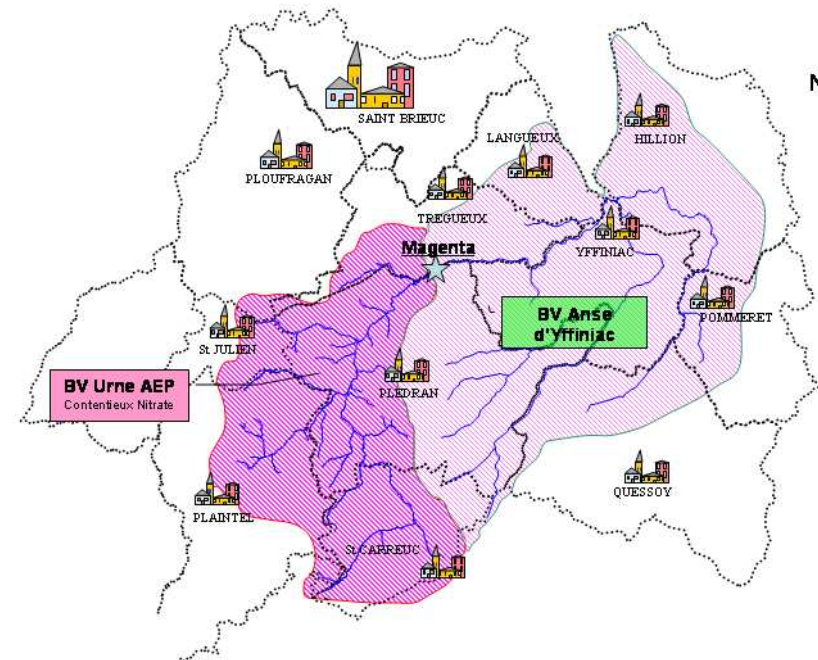 N
SAINT BRIEUC
HILLION
LANGUEUX
PLOUFRAGAN
TREGUEUX
Magenta
YFFINIAC
POMMERET
BV Anse
d'Yffiniac
St JULIEN
PLEDRAN
BV Urne AEP
Contentieux Nitrate
QUESSOY
PLAINTEL
St CARREUC